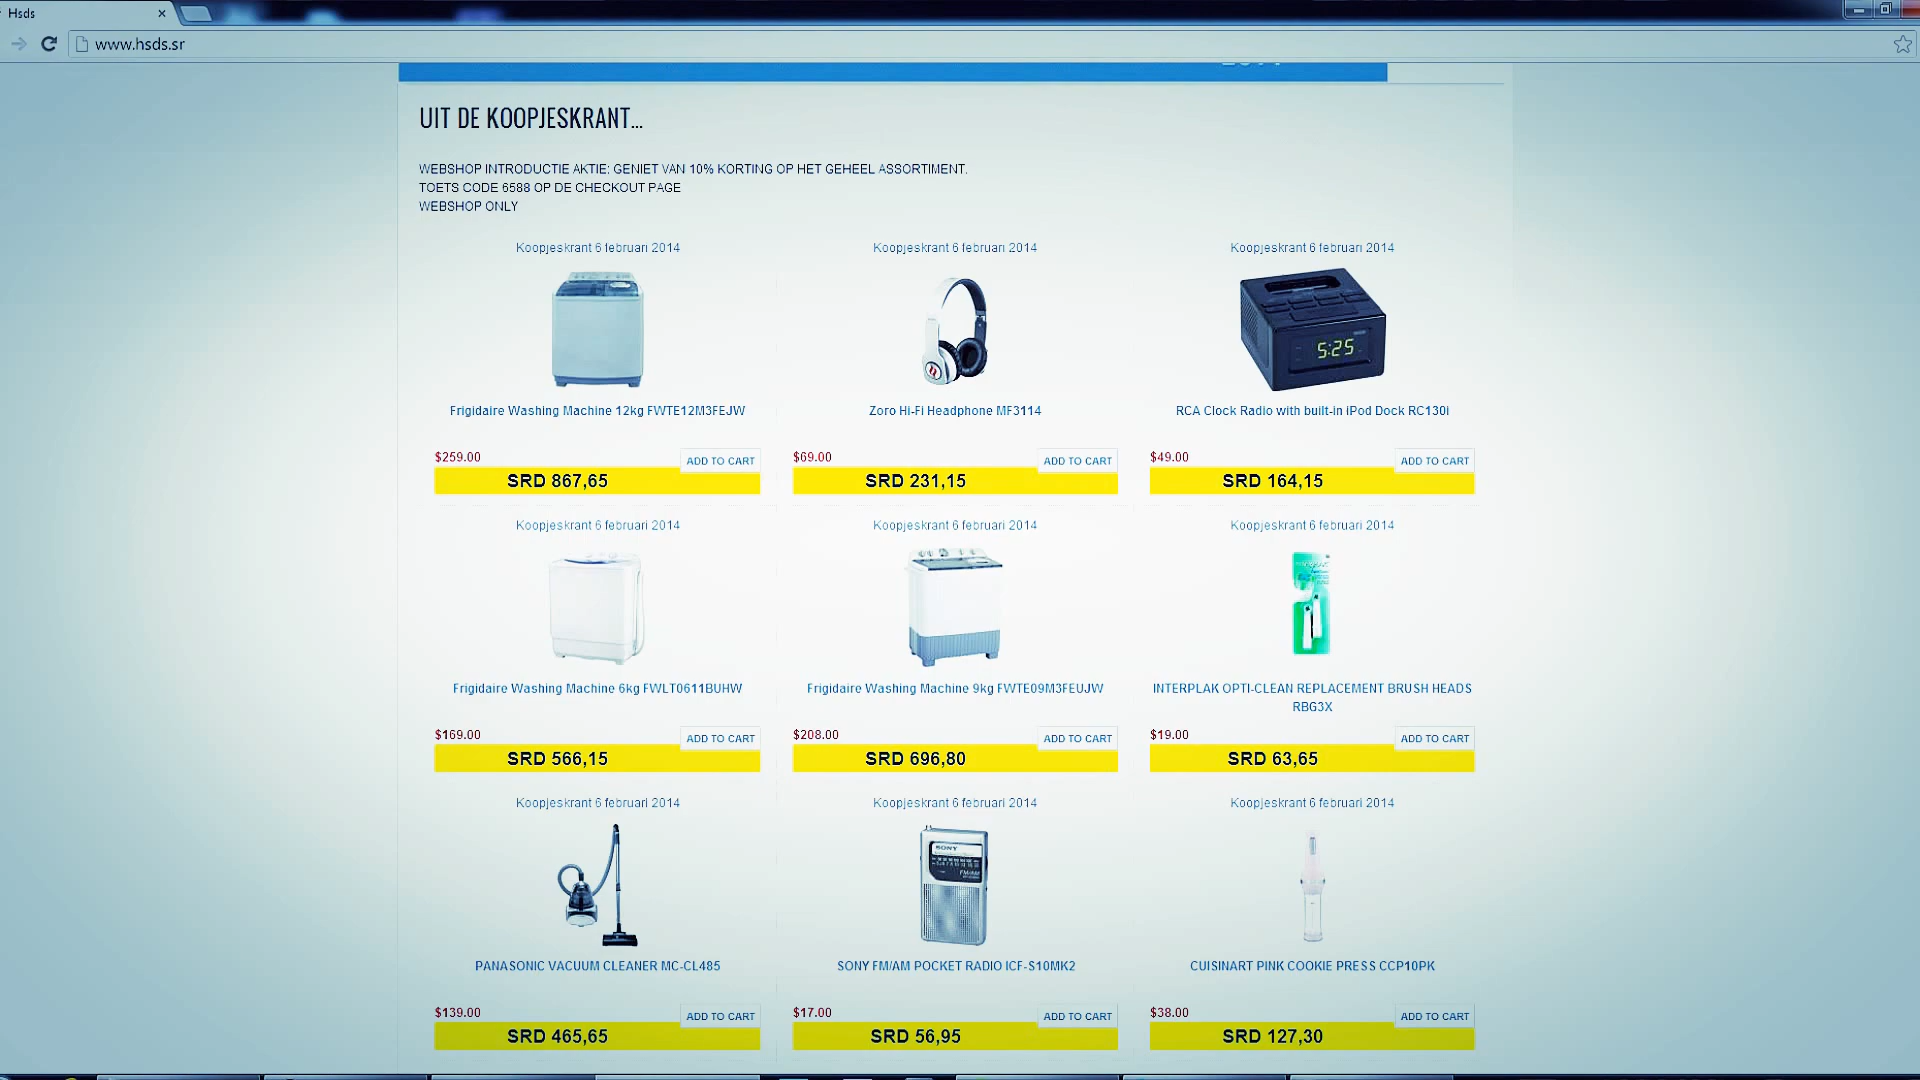 Hsds
www.hsds.sr
UIT DE KOOPJESKRANT...
WEBSHOP INTRODUCTIE AKTIE: GENIET VAN 10% KORTING OP HET GEHEEL ASSORTIMENT.
TOETS CODE 6588 OP DE CHECKOUT PAGE
WEBSHOP ONLY
Koopjeskrant 6 februari 2014
Koopjeskrant 6 februari 2014
Koopjeskrant 6 februari 2014
5:25
Frigidaire Washing Machine 12kg FWTE12M3FEJW
Zoro Hi-Fi Headphone MF3114
RCA Clock Radio with built-in iPod Dock RC130i
$259.00
ADD TO CART
SRD 867,65
$69.00
ADD TO CART
SRD 231,15
$49.00
ADD TO CART
SRD 164,15
Koopjeskrant 6 februari 2014
Koopjeskrant 6 februari 2014
Koopjeskrant 6 februari 2014
Frigidaire Washing Machine 6kg FWLT0611BUHW
Frigidaire Washing Machine 9kg FWTE09M3FEUJW
INTERPLAK OPTI-CLEAN REPLACEMENT BRUSH HEADS
RBG3X
$169.00
ADD TO CART
SRD 566,15
$208.00
ADD TO CART
SRD 696,80
$19.00
ADD TO CART
SRD 63,65
Koopjeskrant 6 februari 2014
Koopjeskrant 6 februari 2014
Koopjeskrant 6 februari 2014
SONY
FM/AM
PANASONIC VACUUM CLEANER MC-CL485
SONY FM/AM POCKET RADIO ICF-S10MK2
CUISINART PINK COOKIE PRESS CCP10PK
$139.00
ADD TO CART
SRD 465,65
$17.00
ADD TO CART
SRD 56,95
$38.00
ADD TO CART
SRD 127,30